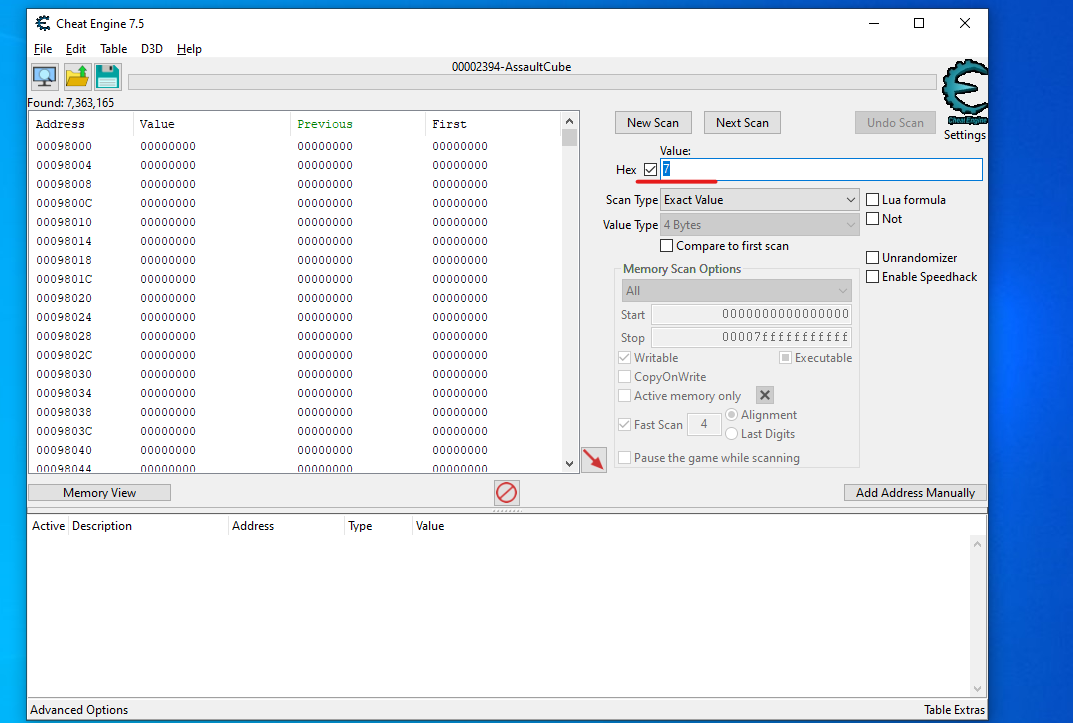 Cheat Engine 7.5
File Edit Table D3D Help
00002394-AssaultCube
Found: 7,363,165
Cheat Engine
Settings
Address Value Previous First
00098000 00000000 00000000 00000000
00098004 00000000 00000000 00000000
00098008 00000000 00000000 00000000
0009800C 00000000 00000000 00000000
00098010 00000000 00000000 00000000
00098014 00000000 00000000 00000000
00098018 00000000 00000000 00000000
0009801C 00000000 00000000 00000000
00098020 00000000 00000000 00000000
00098024 00000000 00000000 00000000
00098028 00000000 00000000 00000000
0009802C 00000000 00000000 00000000
00098030 00000000 00000000 00000000
00098034 00000000 00000000 00000000
00098038 00000000 00000000 00000000
0009803C 00000000 00000000 00000000
00098040 00000000 00000000 00000000
00098044 00000000 00000000 00000000
New Scan Next Scan Undo Scan
Value:
Hex 7
Scan Type Exact Value Lua formula
Value Type 4 Bytes Not
Compare to first scan
Unrandomizer
Enable Speedhack
Memory Scan Options
All
Start 0000000000000000
Stop 00007fffffffffff
Writable Executable
CopyOnWrite
Active memory only
Fast Scan 4 Alignment
Last Digits
Pause the game while scanning
Memory View Add Address Manually
Active Description Address Type Value
Advanced Options Table Extras